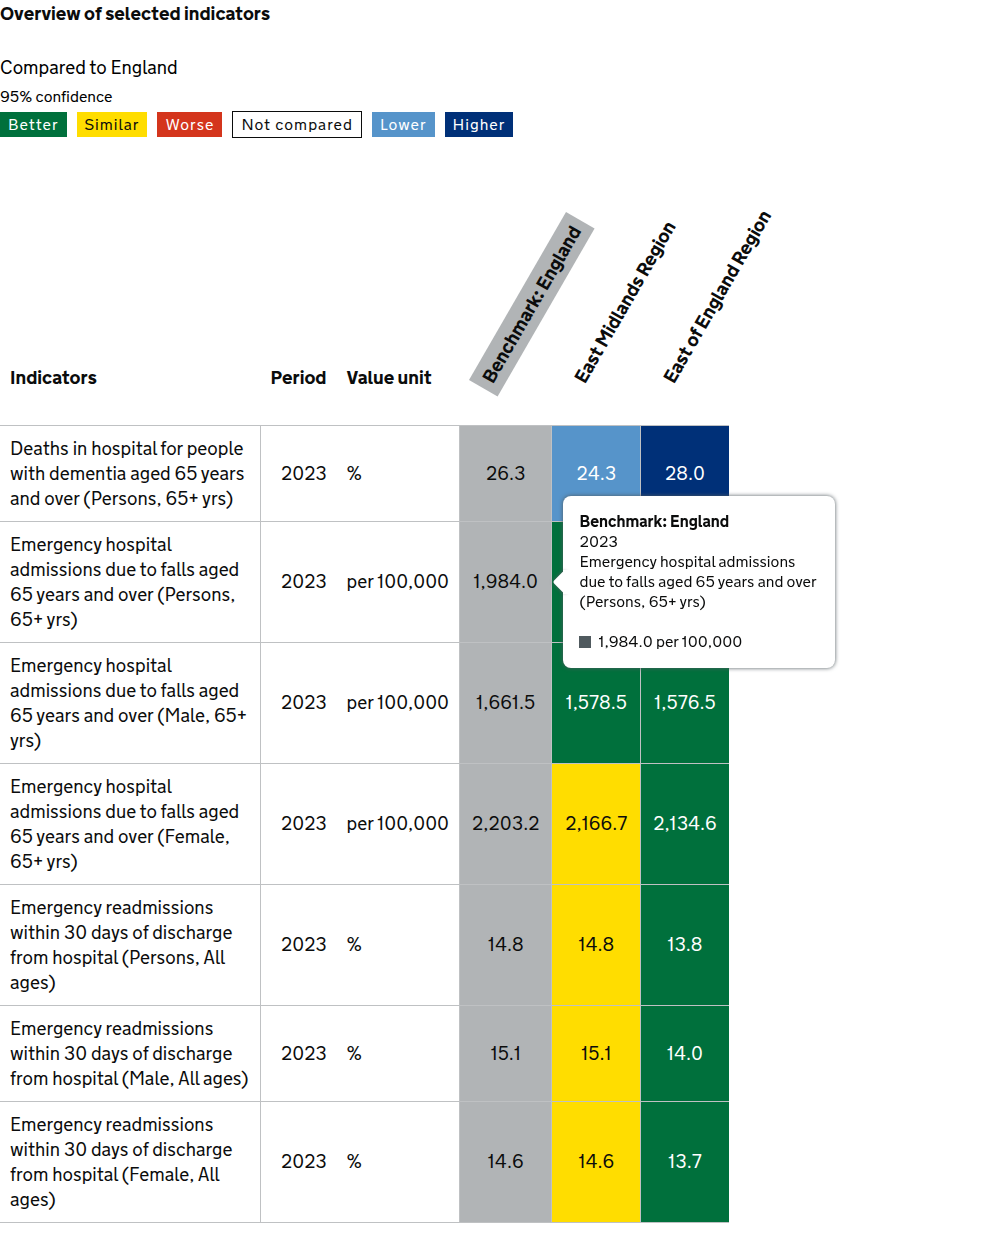 Overview of selected indicators
Compared to England
95% confidence
Better Similar Worse Not compared Lower Higher
Indicators Period Value unit Benchmark: England East Midlands Region East of England Region
Deaths in hospital for people
with dementia aged 65 years
and over (Persons, 65+ yrs)
2023 % 26.3 24.3 28.0
Emergency hospital
admissions due to falls aged
65 years and over (Persons,
65+ yrs)
2023 per 100,000 1,984.0
Benchmark: England
2023
Emergency hospital admissions
due to falls aged 65 years and over
(Persons, 65+ yrs)
1,984.0 per 100,000
Emergency hospital
admissions due to falls aged
65 years and over (Male, 65+
yrs)
2023 per 100,000 1,661.5 1,578.5 1,576.5
Emergency hospital
admissions due to falls aged
65 years and over (Female,
65+ yrs)
2023 per 100,000 2,203.2 2,166.7 2,134.6
Emergency readmissions
within 30 days of discharge
from hospital (Persons, All
ages)
2023 % 14.8 14.8 13.8
Emergency readmissions
within 30 days of discharge
from hospital (Male, All ages)
2023 % 15.1 15.1 14.0
Emergency readmissions
within 30 days of discharge
from hospital (Female, All
ages)
2023 % 14.6 14.6 13.7